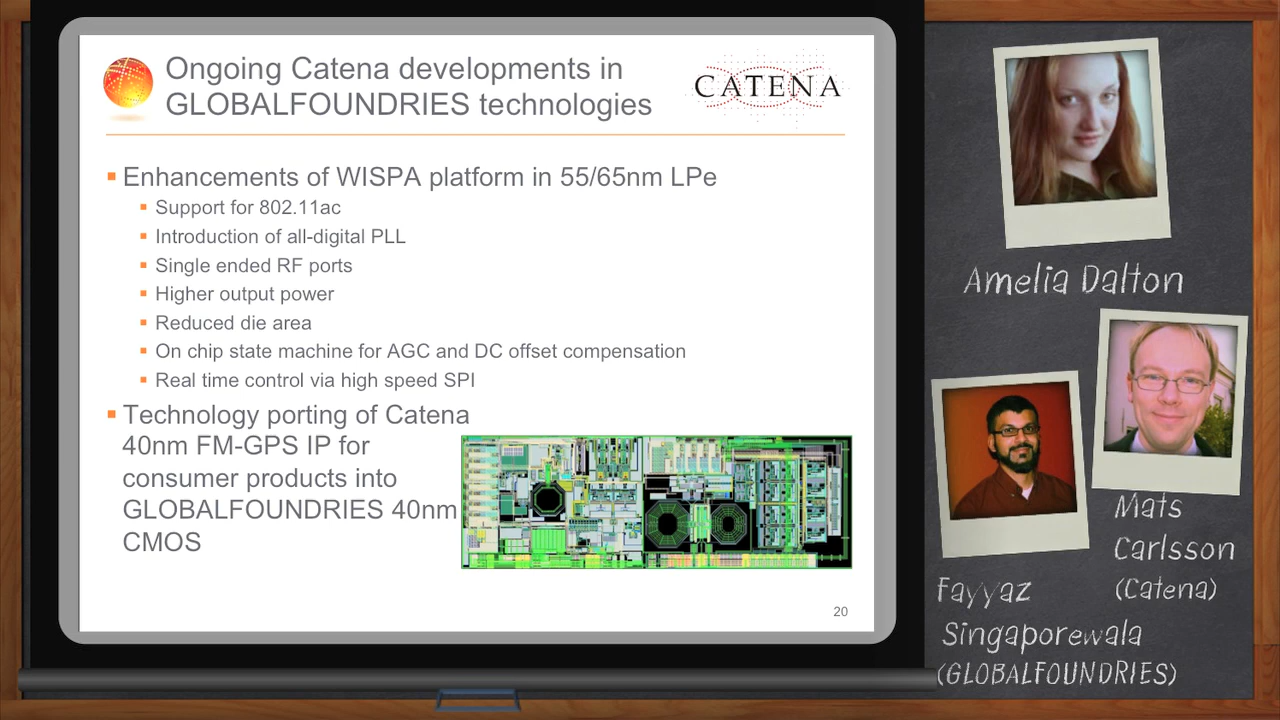 Ongoing Catena developments in
GLOBALFOUNDRIES technologies
CATENA
Enhancements of WISPA platform in 55/65nm LPe
Support for 802.11ac
Introduction of all-digital PLL
Single ended RF ports
Higher output power
Reduced die area
On chip state machine for AGC and DC offset compensation
Real time control via high speed SPI
Technology porting of Catena
40nm FM-GPS IP for
consumer products into
GLOBALFOUNDRIES 40nm
CMOS
20
Amelia Dalton
Mats
Carlsson
(Catena)
Fayyaz
Singaporewala
(GLOBALFOUNDRIES)